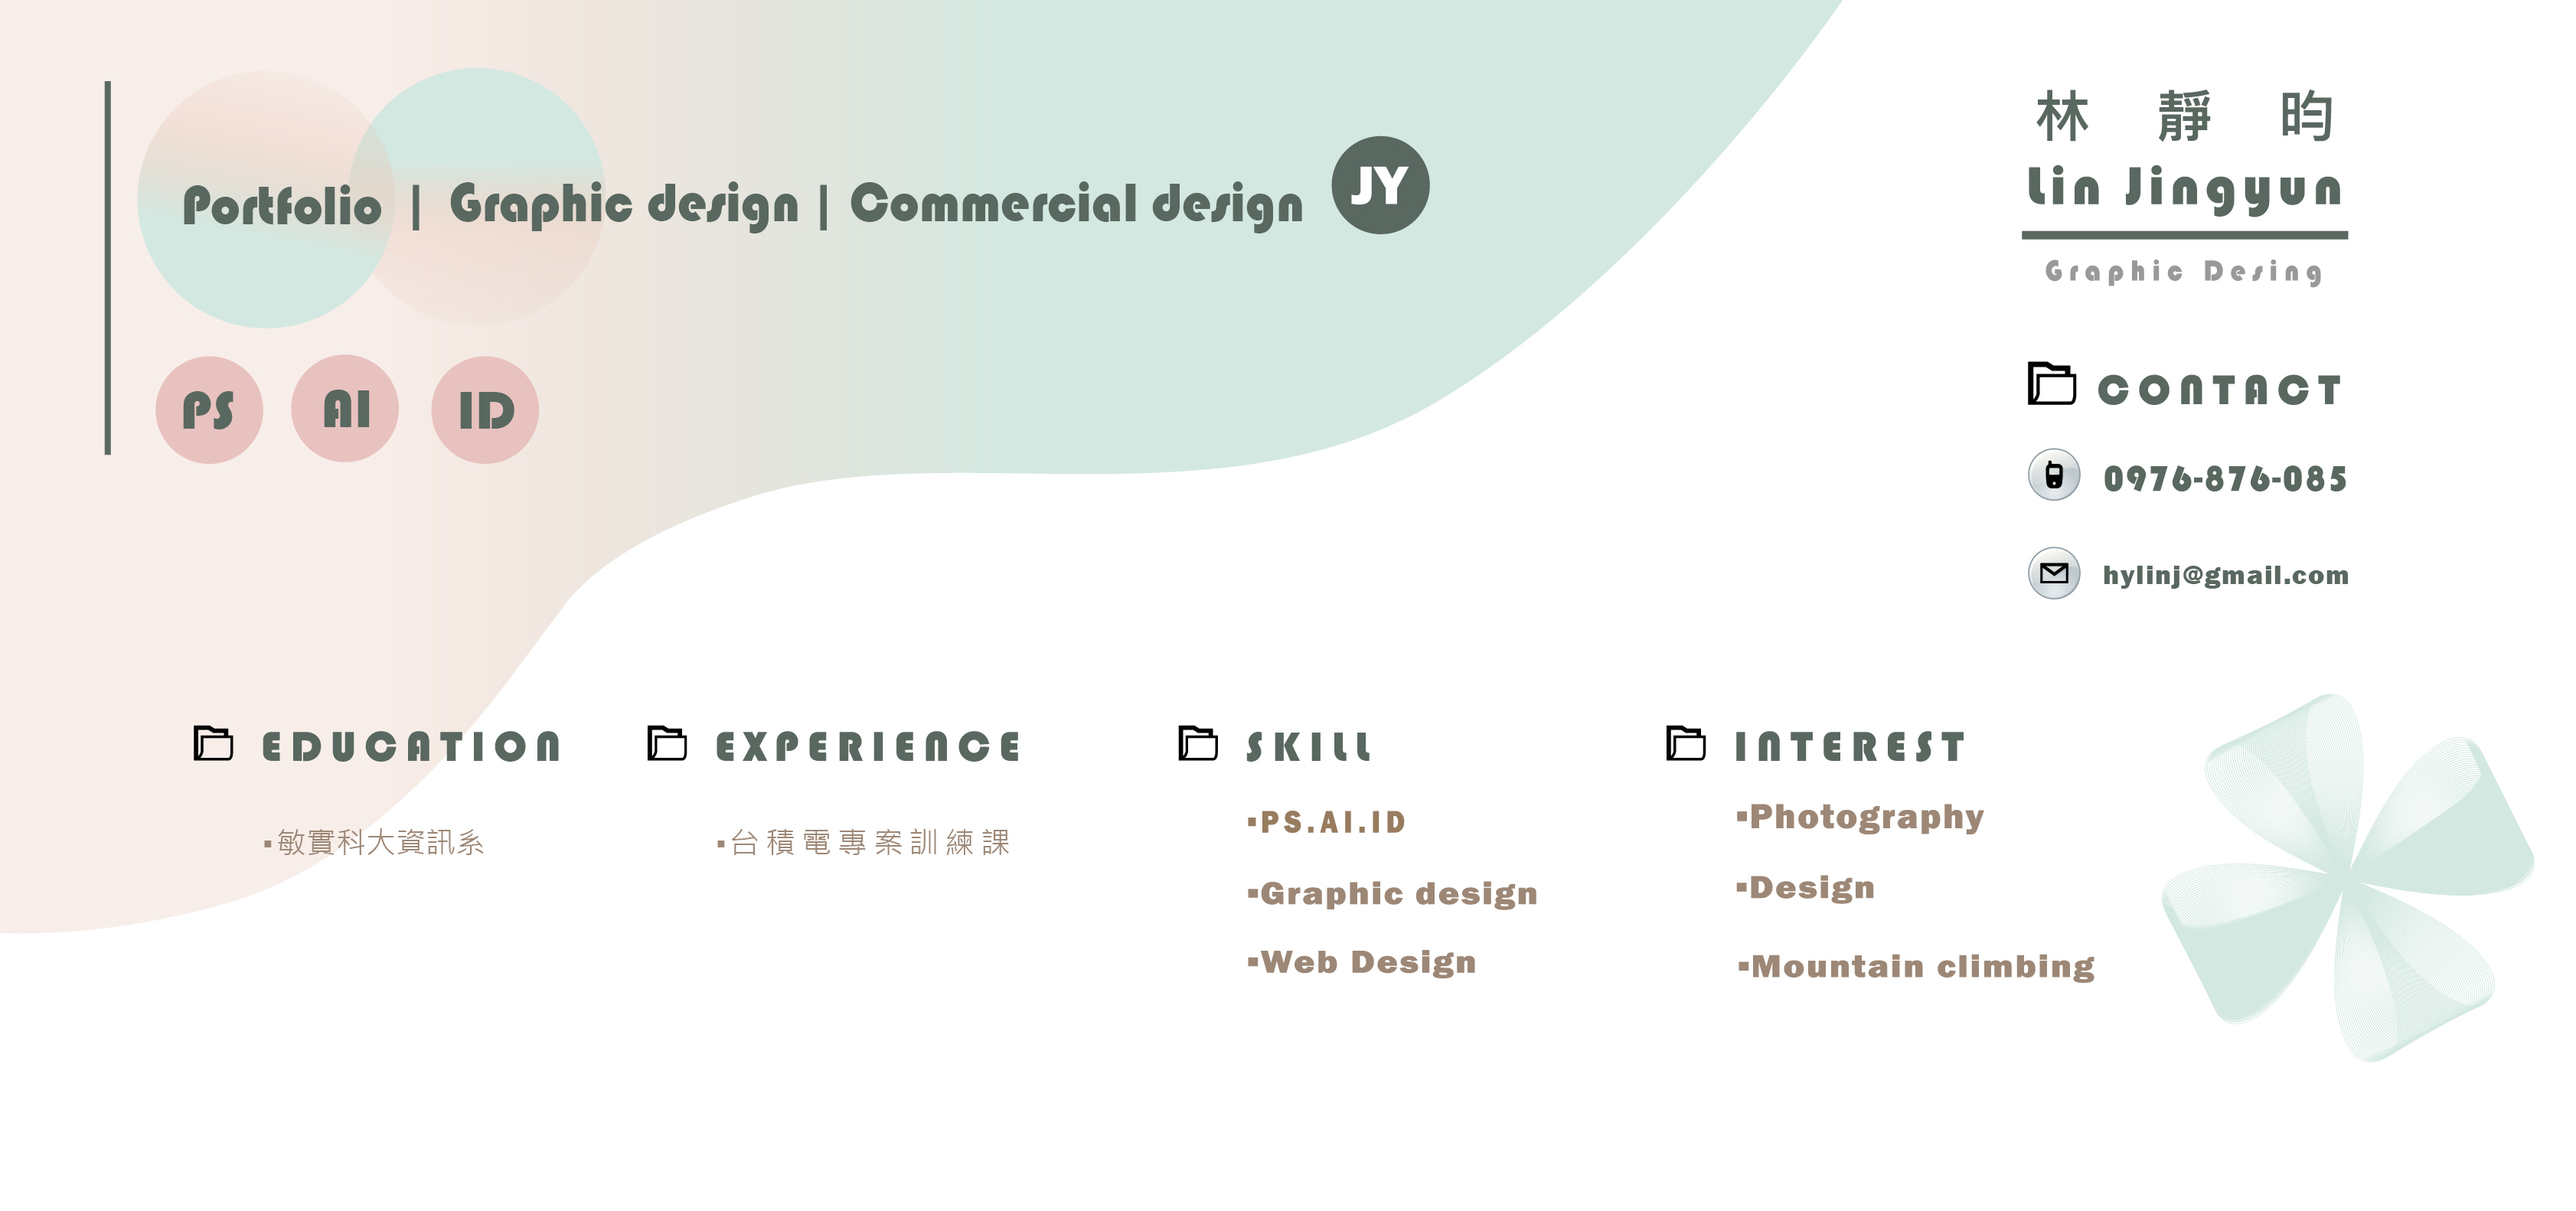 Portfolio | Graphic design | Commercial design
JY
PS AI ID
林 靜 昀
Lin Jingyun
Graphic Desing
CONTACT
0976-876-085
hylinj@gmail.com
EDUCATION
▪敏實科大資訊系
EXPERIENCE
▪台積電專案訓練課
SKILL
▪PS.AI.ID
▪Graphic design
▪Web Design
INTEREST
▪Photography
▪Design
▪Mountain climbing